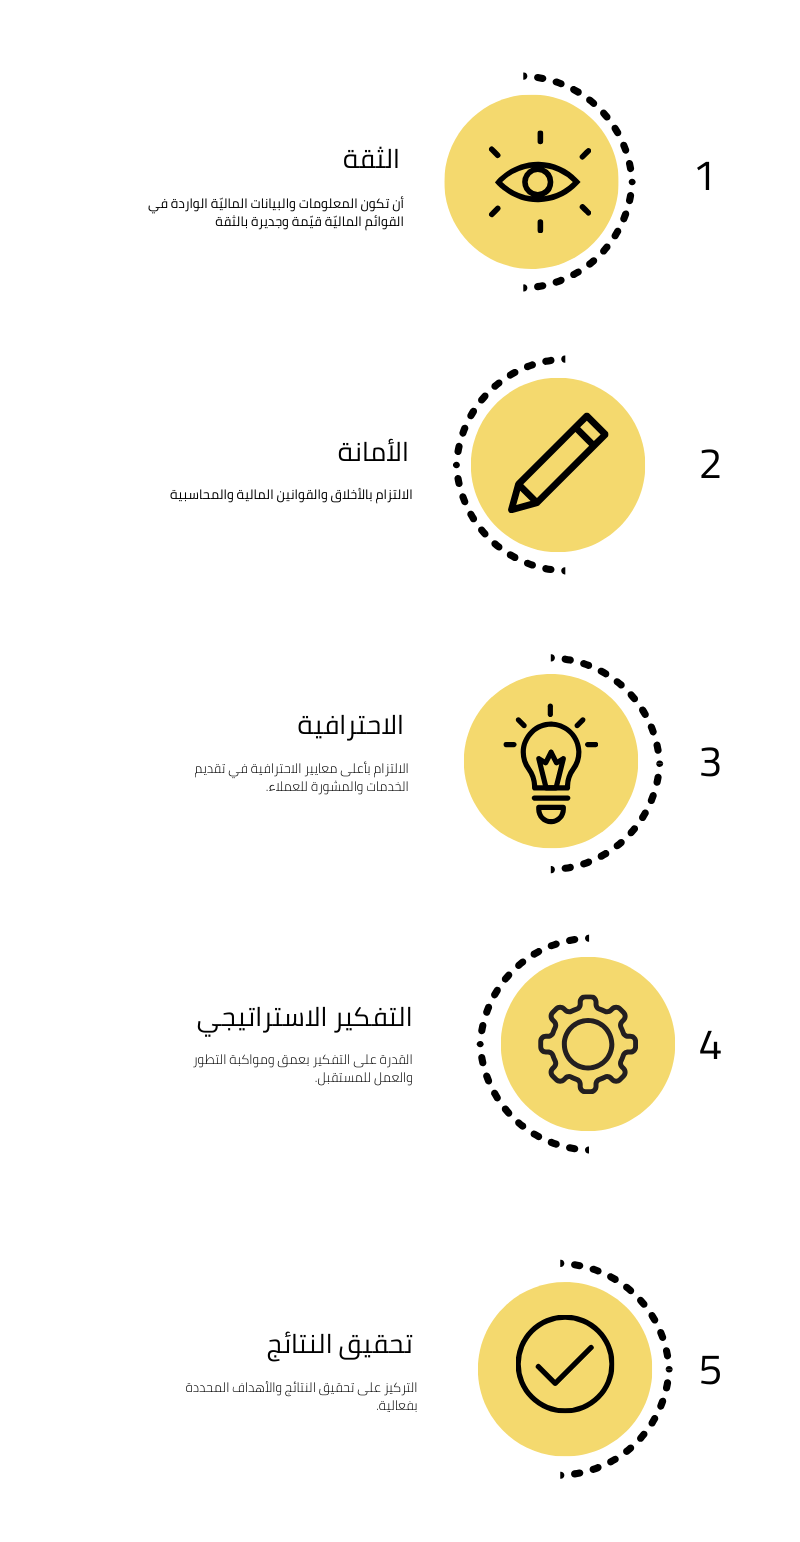 1
الثقة
أن تكون المعلومات والبيانات الماليّة الواردة في
القوائم الماليّة قيّمة وجديرة بالثقة
2
الأمانة
الالتزام بالأخلاق والقوانين المالية والمحاسبية
3
الاحترافية
الالتزام بأعلى معايير الاحترافية في تقديم
الخدمات والمشورة للعملاء.
4
التفكير الاستراتيجي
القدرة على التفكير بعمق ومواكبة التطور
والعمل للمستقبل.
5
تحقيق النتائج
التركيز على تحقيق النتائج والأهداف المحددة
بفعالية.